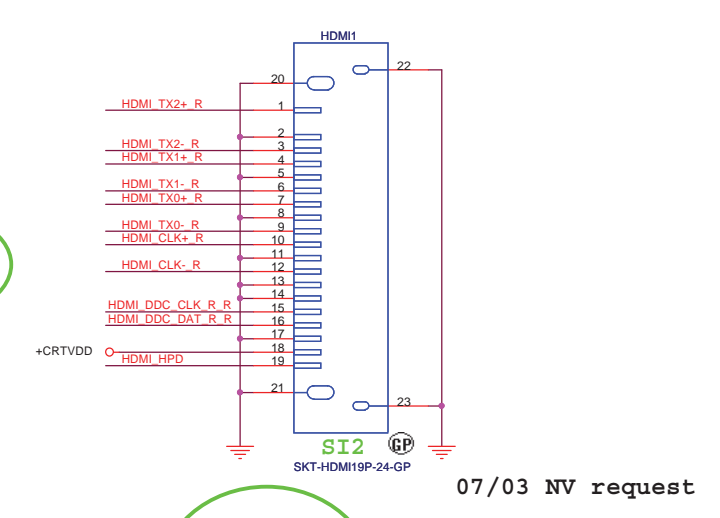 HDMI1
22
20
HDMI_TX2+_R
1
2
HDMI_TX2-_R
3
HDMI_TX1+_R
4
5
HDMI_TX1-_R
6
HDMI_TX0+_R
7
8
HDMI_TX0-_R
9
HDMI_CLK+_R
10
11
HDMI_CLK-_R
12
13
14
HDMI_DDC_CLK_R_R
15
HDMI_DDC_DAT_R_R
16
17
+CRTVDD
18
HDMI_HPD
19
21
23
SI2
GP
SKT-HDMI19P-24-GP
07/03 NV request